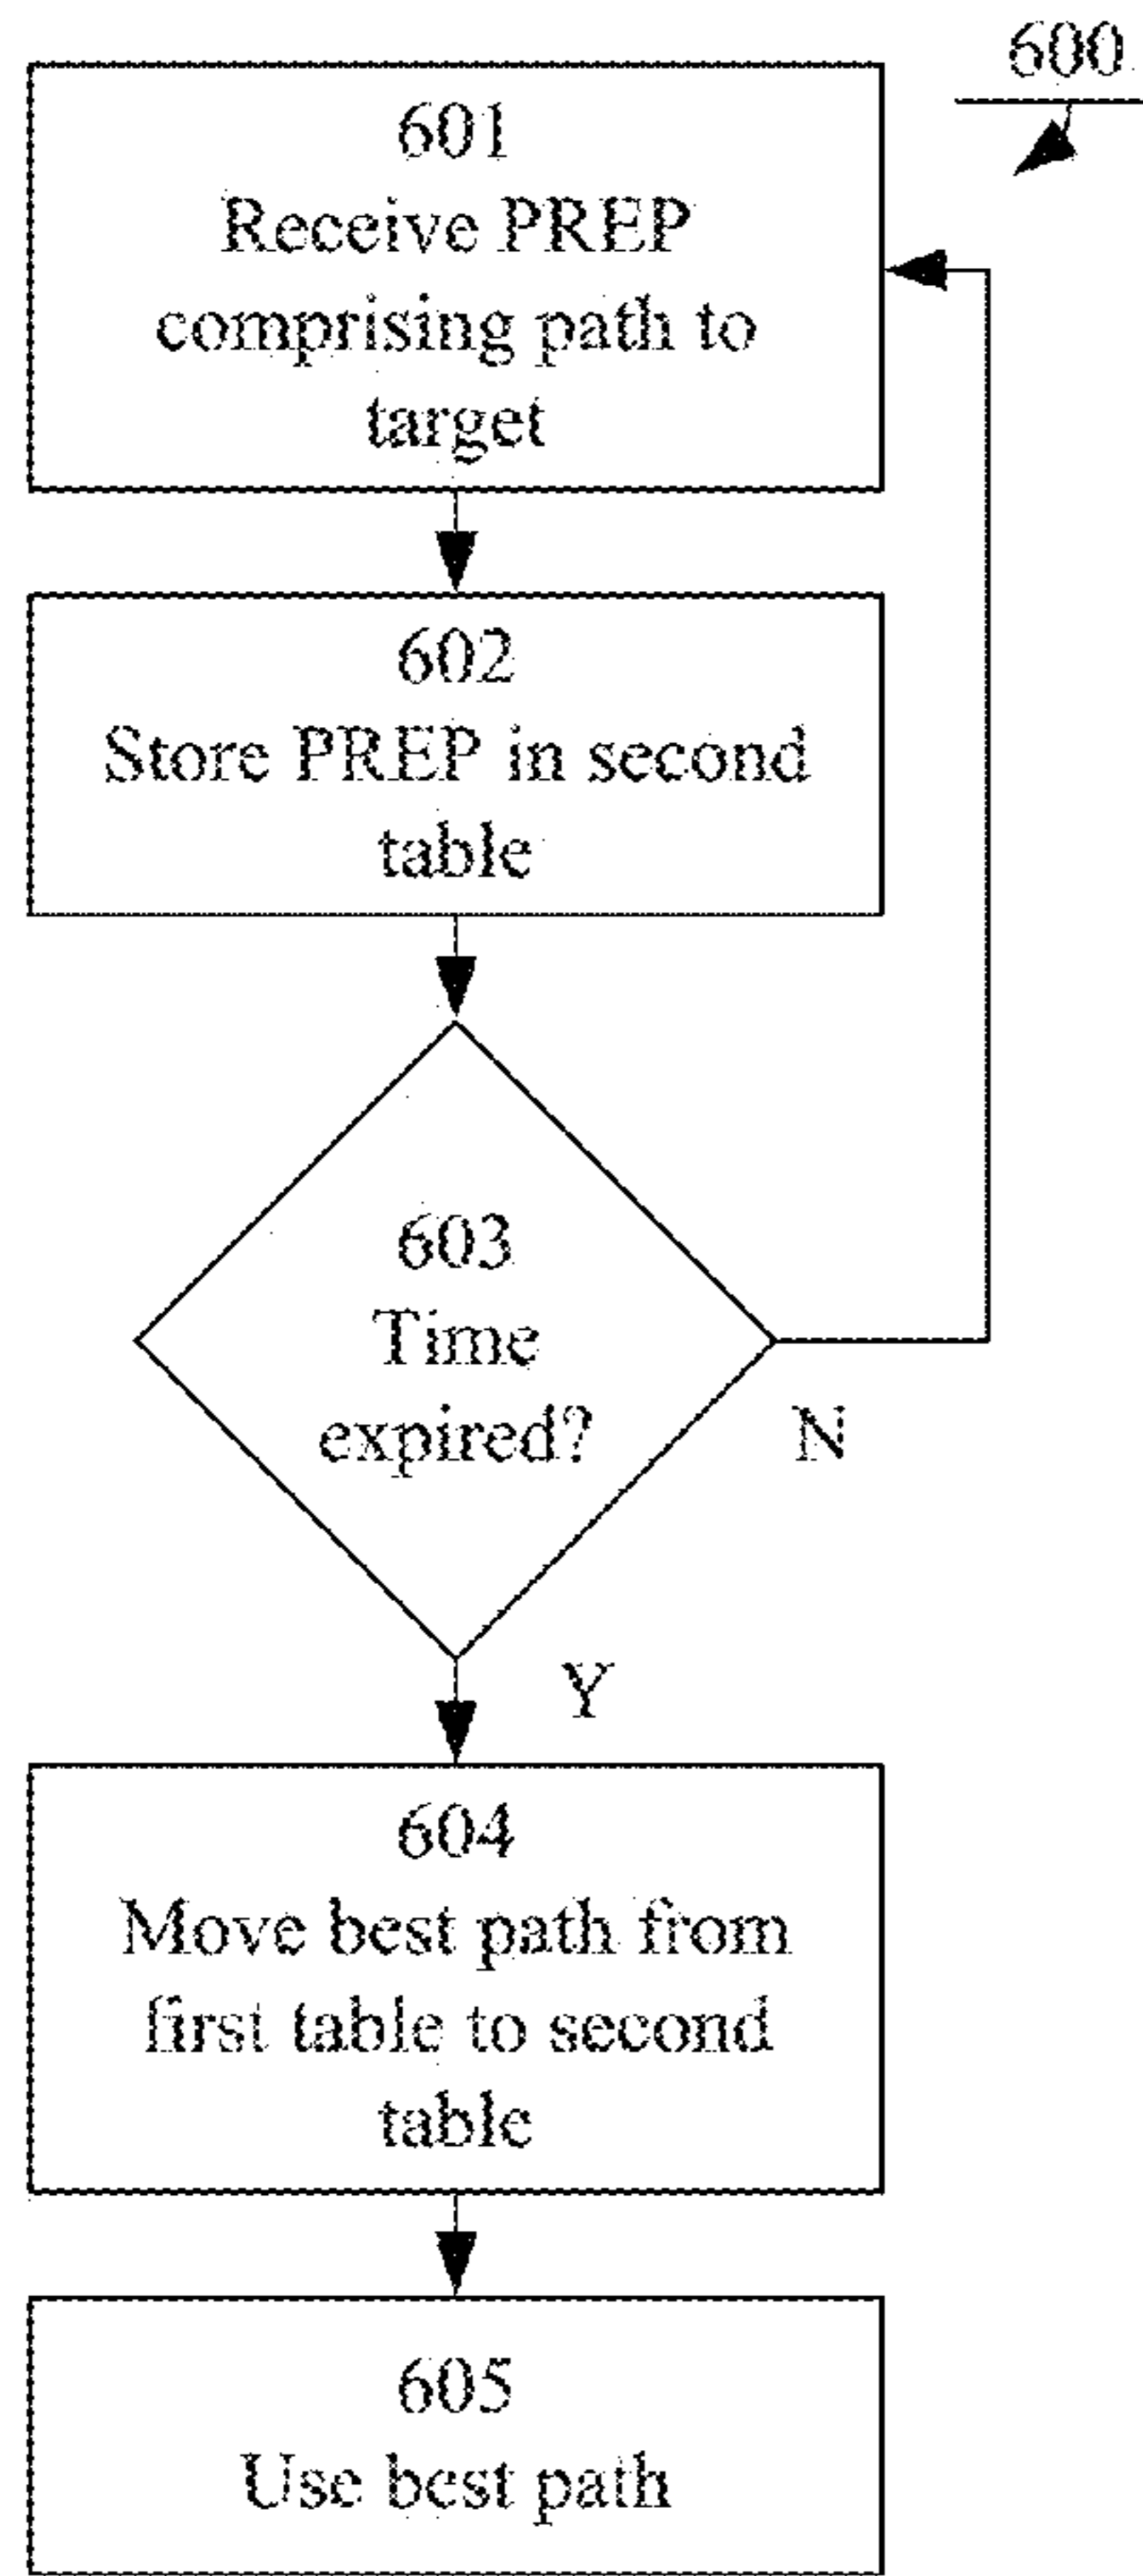 600
601
Receive PREP
comprising path to
target
602
Store PREP in second
table
603
Time
expired?
N
Y
604
Move best path from
first table to second
table
605
Use best path